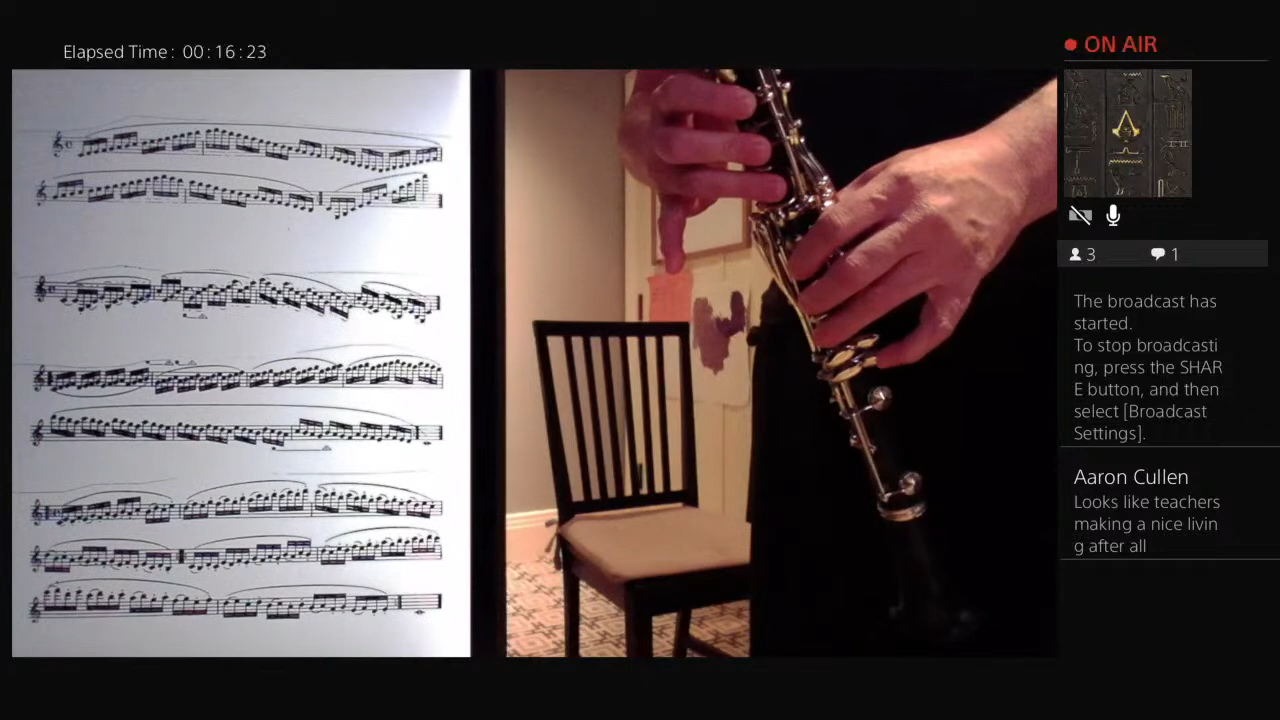 Elapsed Time: 00:16:23
ON AIR
3
1
The broadcast has
started.
To stop broadcasti
ng, press the SHAR
E button, and then
select [Broadcast
Settings].
Aaron Cullen
Looks like teachers
making a nice livin
g after all